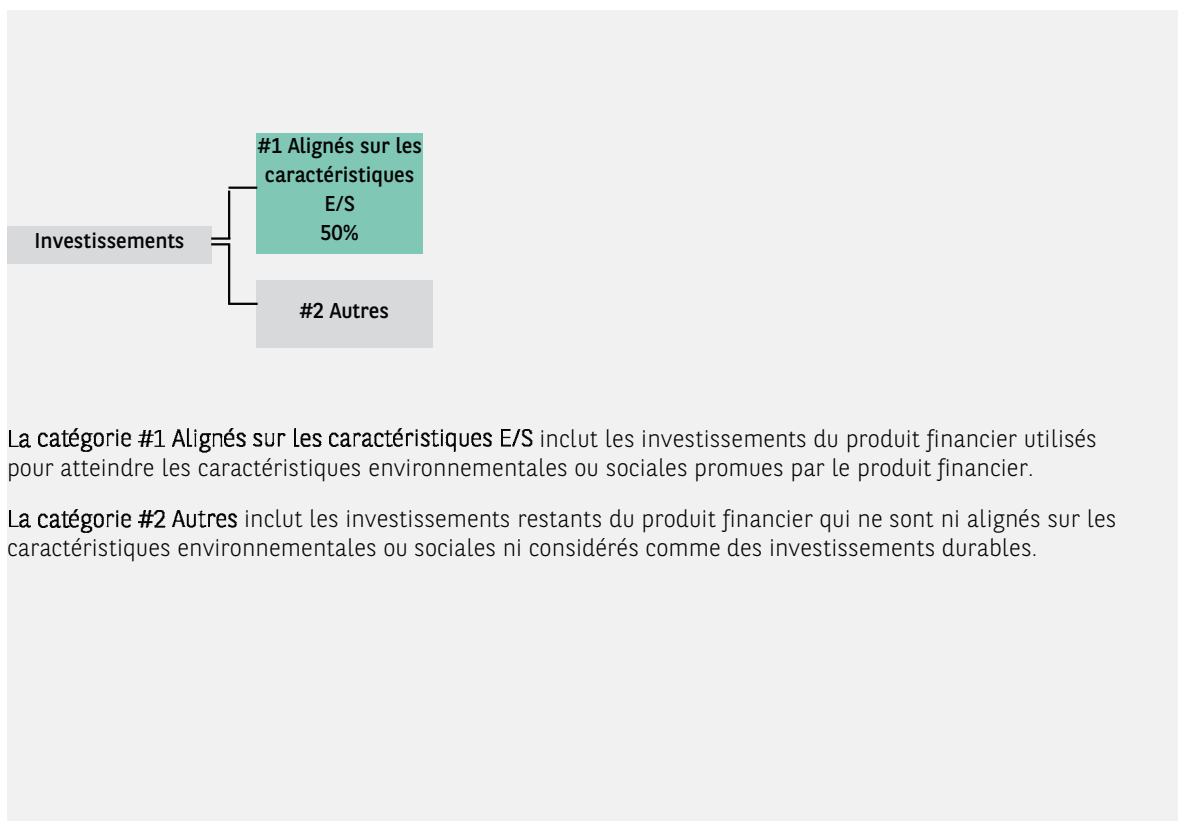 #1 Alignés sur les
caractéristiques
E/S
50%
Investissements
#2 Autres
La catégorie #1 Alignés sur les caractéristiques E/S inclut les investissements du produit financier utilisés
pour atteindre les caractéristiques environnementales ou sociales promues par le produit financier.
La catégorie #2 Autres inclut les investissements restants du produit financier qui ne sont ni alignés sur les
caractéristiques environnementales ou sociales ni considérés comme des investissements durables.